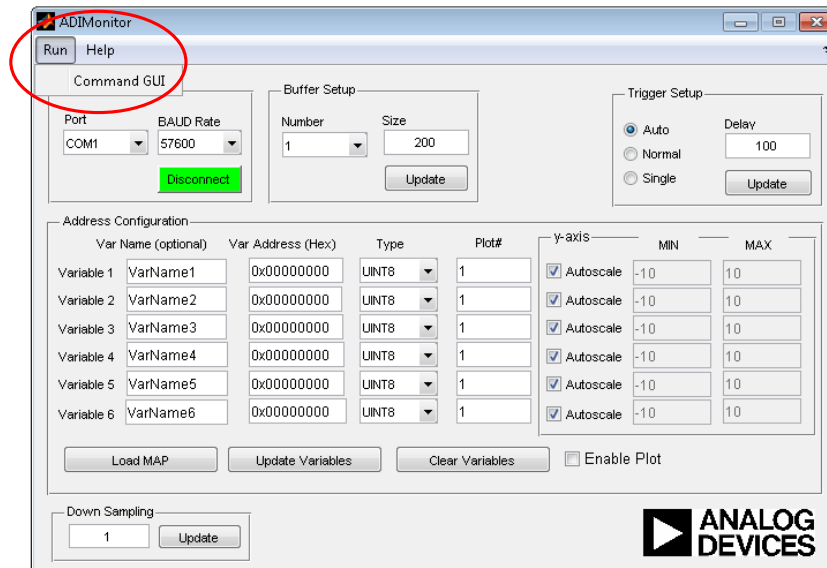 ADIMonitor
Run Help
Command GUI
Buffer Setup
Trigger Setup
Port BAUD Rate
COM1 57600
Disconnect
Number Size
1 200
Update
Auto
Normal
Single
Delay
100
Update
Address Configuration
Var Name (optional) Var Address (Hex) Type Plot# y-axis MIN MAX
Variable 1 VarName1 0x00000000 UINT8 1 Autoscale -10 10
Variable 2 VarName2 0x00000000 UINT8 1 Autoscale -10 10
Variable 3 VarName3 0x00000000 UINT8 1 Autoscale -10 10
Variable 4 VarName4 0x00000000 UINT8 1 Autoscale -10 10
Variable 5 VarName5 0x00000000 UINT8 1 Autoscale -10 10
Variable 6 VarName6 0x00000000 UINT8 1 Autoscale -10 10
Load MAP Update Variables Clear Variables Enable Plot
Down Sampling
1 Update
ANALOG
DEVICES